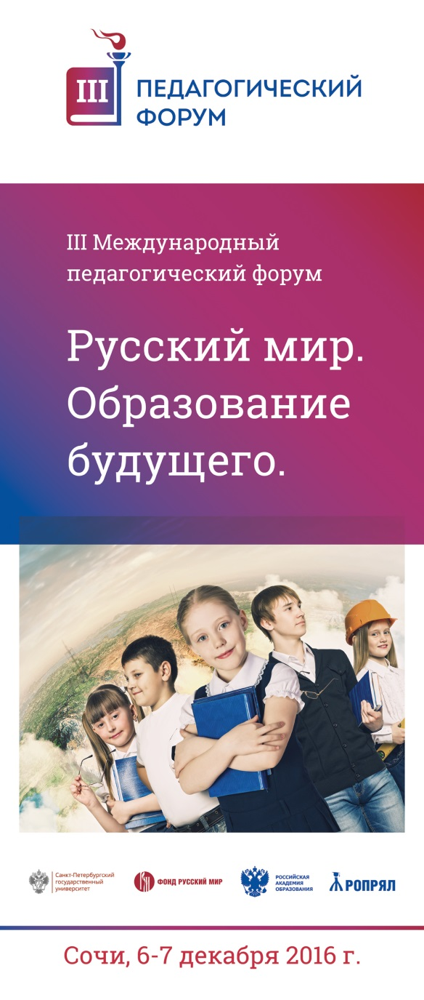 III
ПЕДАГОГИЧЕСКИЙ
ФОРУМ
III Международный
педагогический форум
Русский мир.
Образование
будущего.
Санкт-Петербургский
государственный
университет
ФОНД РУССКИЙ МИР
РОССИЙСКАЯ
АКАДЕМИЯ
ОБРАЗОВАНИЯ
РОПРЯЛ
Сочи, 6-7 декабря 2016 г.